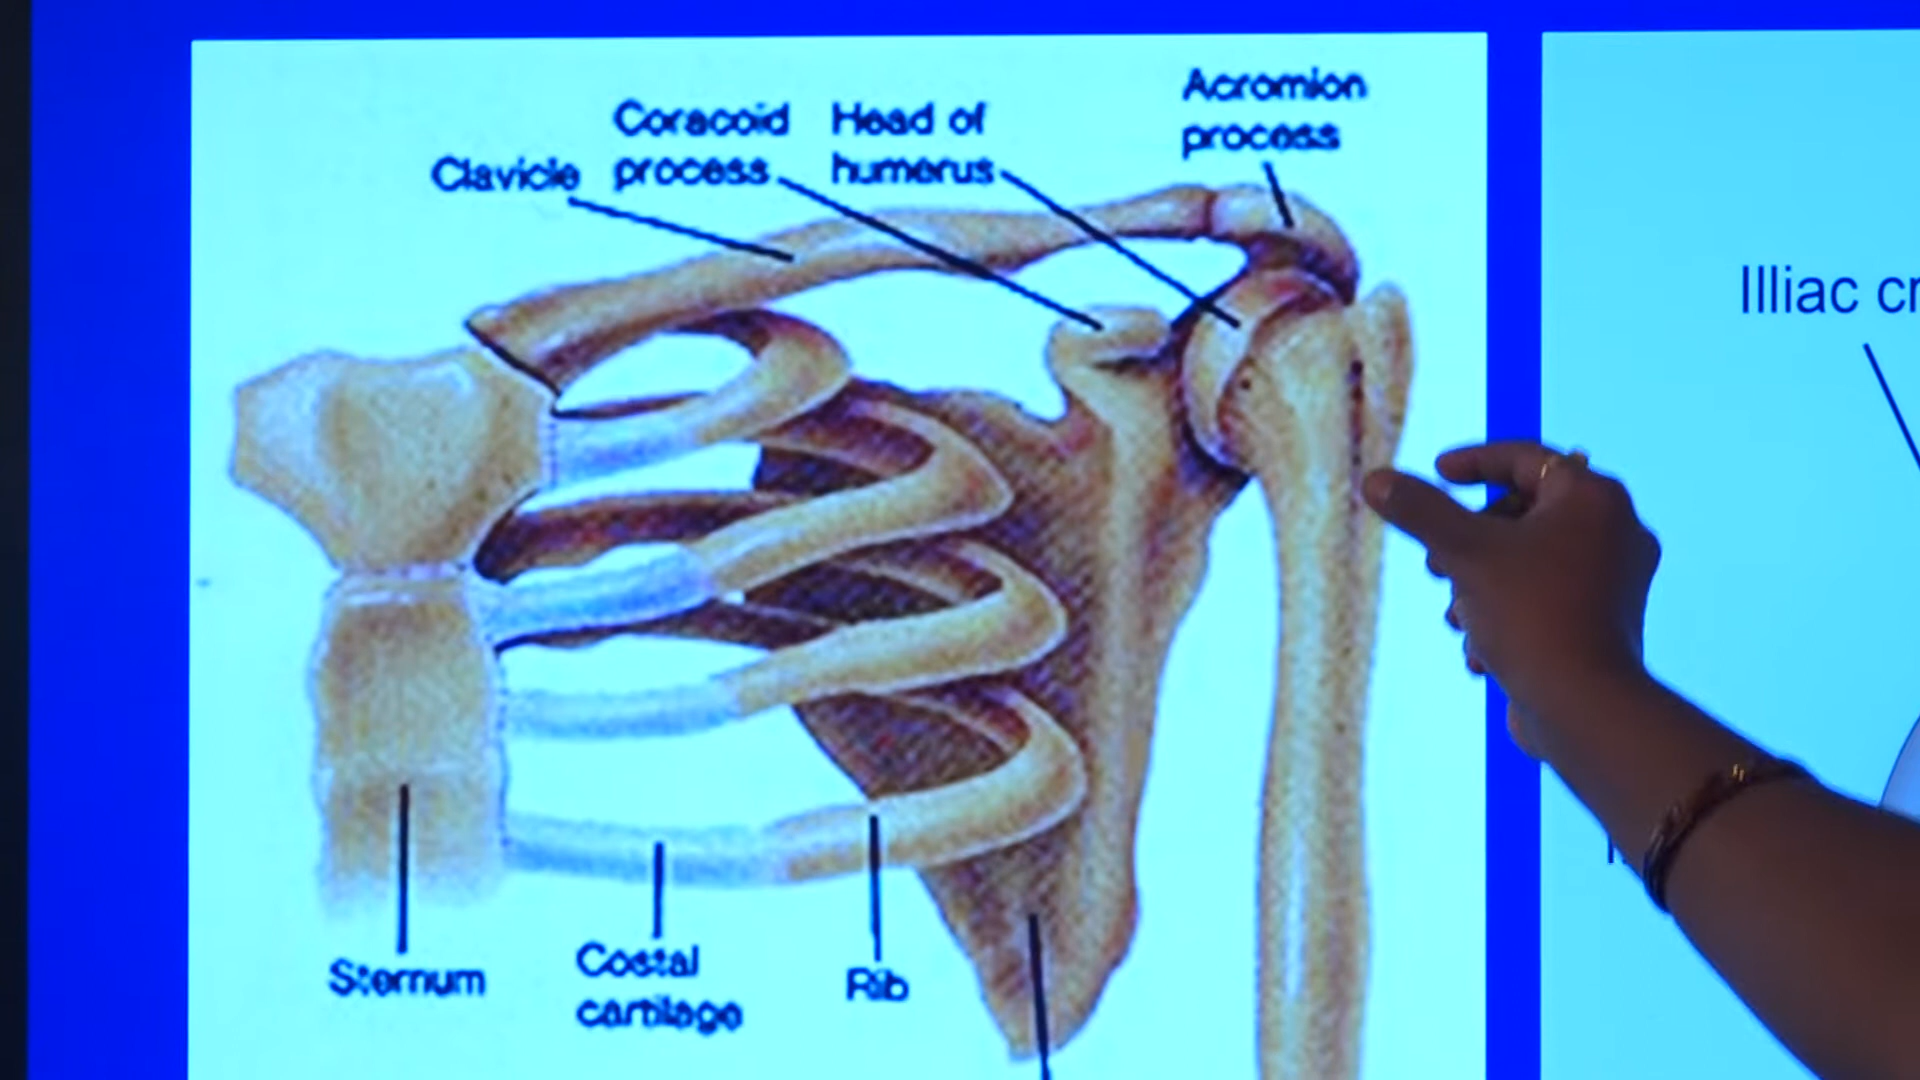 Acromion
process
Coracoid
process
Head of
humerus
Clavicle
Illiac cr
Sternum
Costal
cartilage
Rib